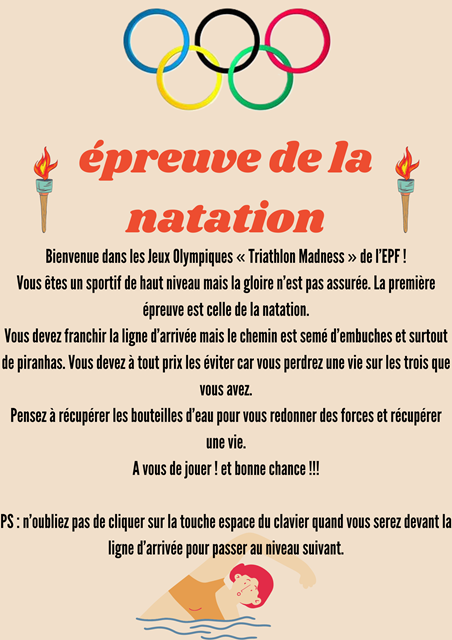 épreuve de la
natation
Bienvenue dans les Jeux Olympiques « Triathlon Madness » de l'EPF !
Vous êtes un sportif de haut niveau mais la gloire n'est pas assurée. La première
épreuve est celle de la natation.
Vous devez franchir la ligne d'arrivée mais le chemin est semé d'embuches et surtout
de piranhas. Vous devez à tout prix les éviter car vous perdrez une vie sur les trois que
vous avez.
Pensez à récupérer les bouteilles d'eau pour vous redonner des forces et récupérer
une vie.
A vous de jouer ! et bonne chance !!!
PS : n'oubliez pas de cliquer sur la touche espace du clavier quand vous serez devant la
ligne d'arrivée pour passer au niveau suivant.